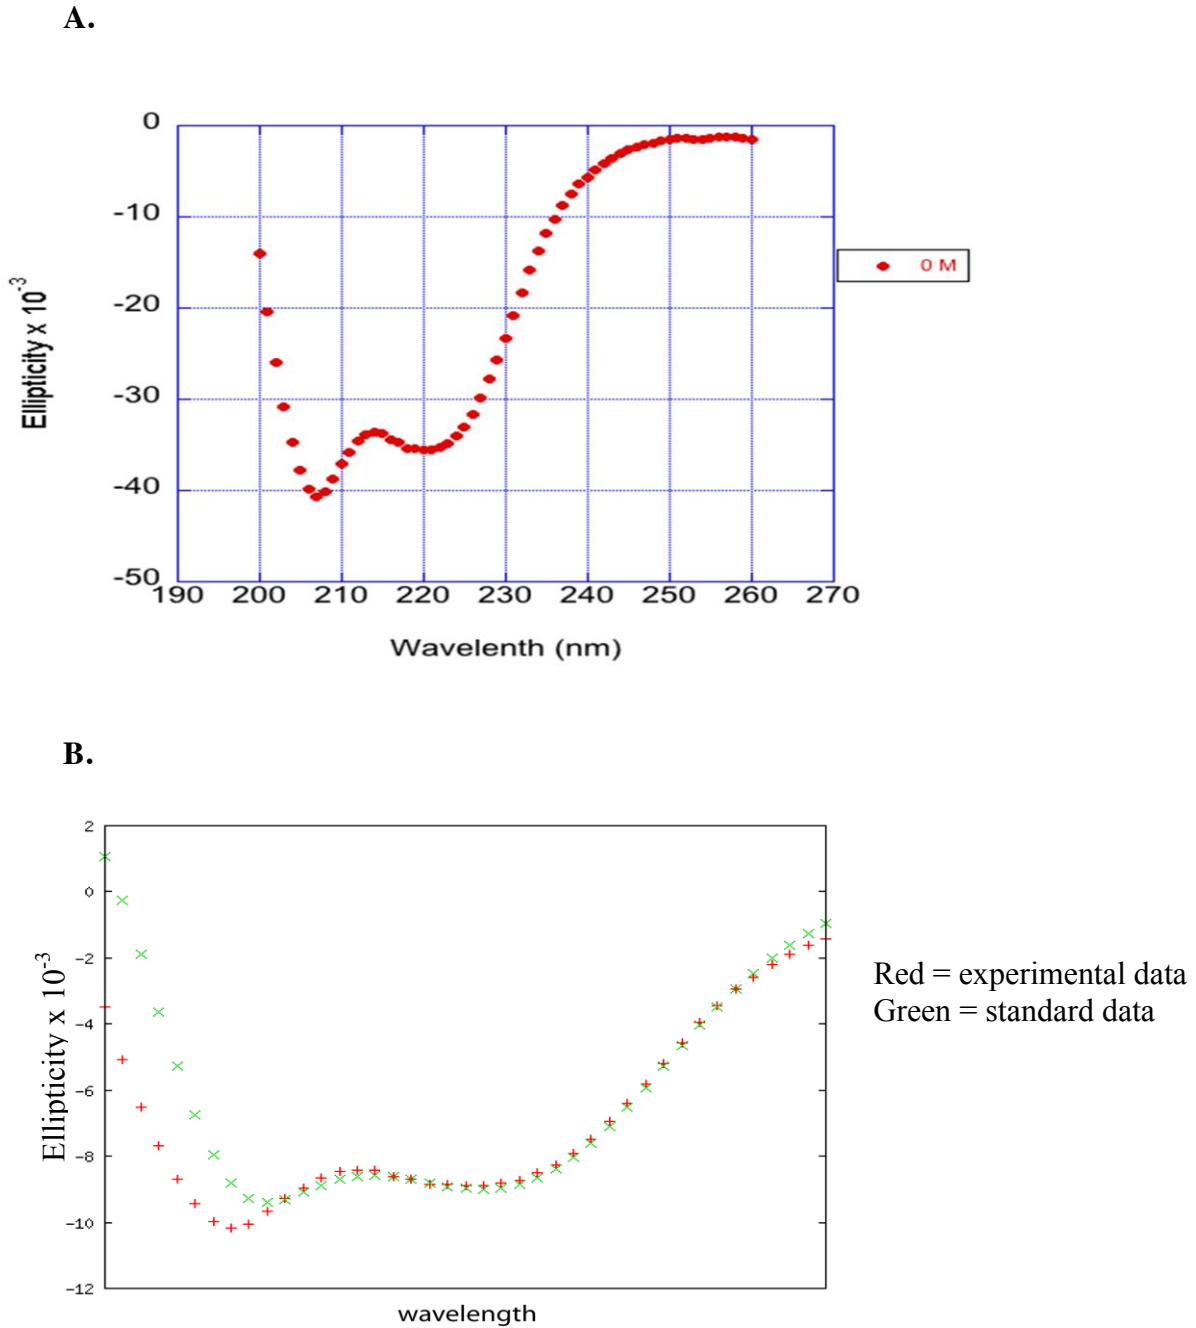 A.
0
-10
-20
-30
-40
-50
190 200 210 220 230 240 250 260 270
Ellipticity x 10-3
0 M
Wavelenth (nm)
B.
2
0
-2
-4
-6
-8
-10
-12
Ellipticity x 10-3
wavelength
Red = experimental data
Green = standard data